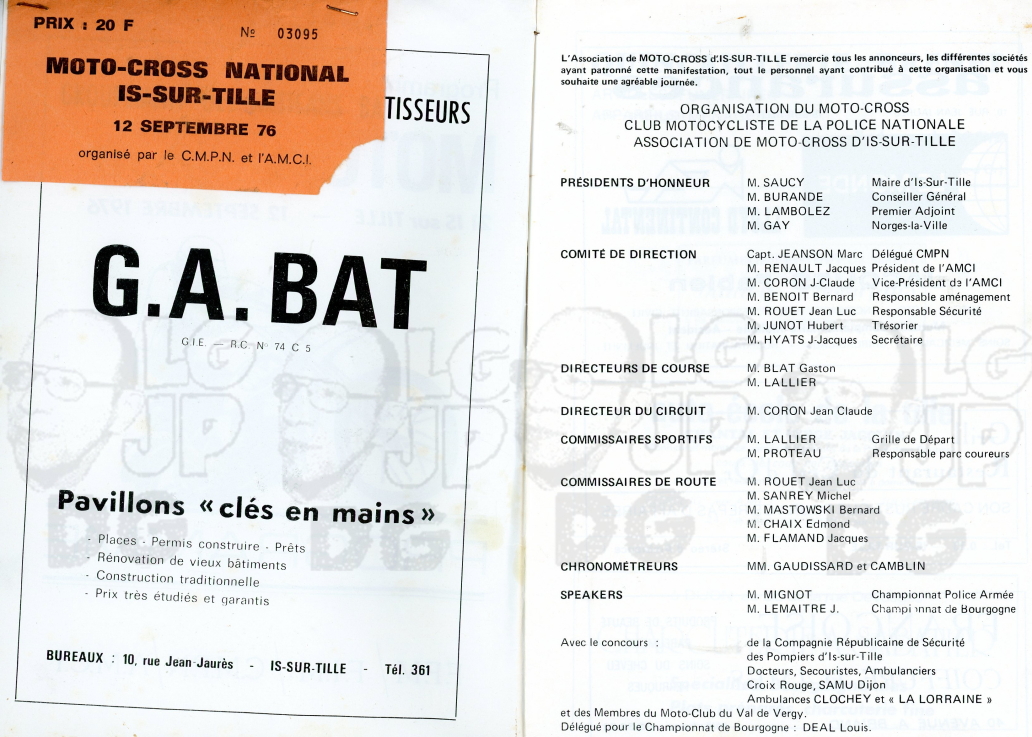 PRIX : 20 F
Nº 03095
MOTO-CROSS NATIONAL
IS-SUR-TILLE
12 SEPTEMBRE 76
organisé par le C.M.P.N. et l'A.M.C.I.
TISSEURS
G.A. BAT
G.I.E. — R.C. Nº 74 C 5
Pavillons «clés en mains»
- Places - Permis construire - Prêts
- Rénovation de vieux bâtiments
- Construction traditionnelle
- Prix très étudiés et garantis
BUREAUX : 10, rue Jean-Jaurès - IS-SUR-TILLE - Tél. 361
L'Association de MOTO-CROSS d'IS-SUR-TILLE remercie tous les annonceurs, les différentes sociétés
ayant patronné cette manifestation, tout le personnel ayant contribué à cette organisation et vous
souhaite une agréable journée.
ORGANISATION DU MOTO-CROSS
CLUB MOTOCYCLISTE DE LA POLICE NATIONALE
ASSOCIATION DE MOTO-CROSS D'IS-SUR-TILLE
PRÉSIDENTS D'HONNEUR M. SAUCY Maire d'Is-Sur-Tille
M. BURANDE Conseiller Général
M. LAMBOLEZ Premier Adjoint
M. GAY Norges-la-Ville
COMITÉ DE DIRECTION Capt. JEANSON Marc Délégué CMPN
M. RENAULT Jacques Président de l'AMCI
M. CORON J-Claude Vice-Président de l'AMCI
M. BENOIT Bernard Responsable aménagement
M. ROUET Jean Luc Responsable Sécurité
M. JUNOT Hubert Trésorier
M. HYATS J-Jacques Secrétaire
DIRECTEURS DE COURSE M. BLAT Gaston
M. LALLIER
DIRECTEUR DU CIRCUIT M. CORON Jean Claude
COMMISSAIRES SPORTIFS M. LALLIER Grille de Départ
M. PROTEAU Responsable parc coureurs
COMMISSAIRES DE ROUTE M. ROUET Jean Luc
M. SANREY Michel
M. MASTOWSKI Bernard
M. CHAIX Edmond
M. FLAMAND Jacques
CHRONOMÉTREURS MM. GAUDISSARD et CAMBLIN
SPEAKERS M. MIGNOT Championnat Police Armée
M. LEMAITRE J. Championnat de Bourgogne
Avec le concours : de la Compagnie Républicaine de Sécurité
des Pompiers d'Is-sur-Tille
Docteurs, Secouristes, Ambulanciers
Croix Rouge, SAMU Dijon
Ambulances CLOCHEY et « LA LORRAINE »
et des Membres du Moto-Club du Val de Vergy.
Délégué pour le Championnat de Bourgogne : DEAL Louis.
LG JP DG
LG JP DG
LG JP DG